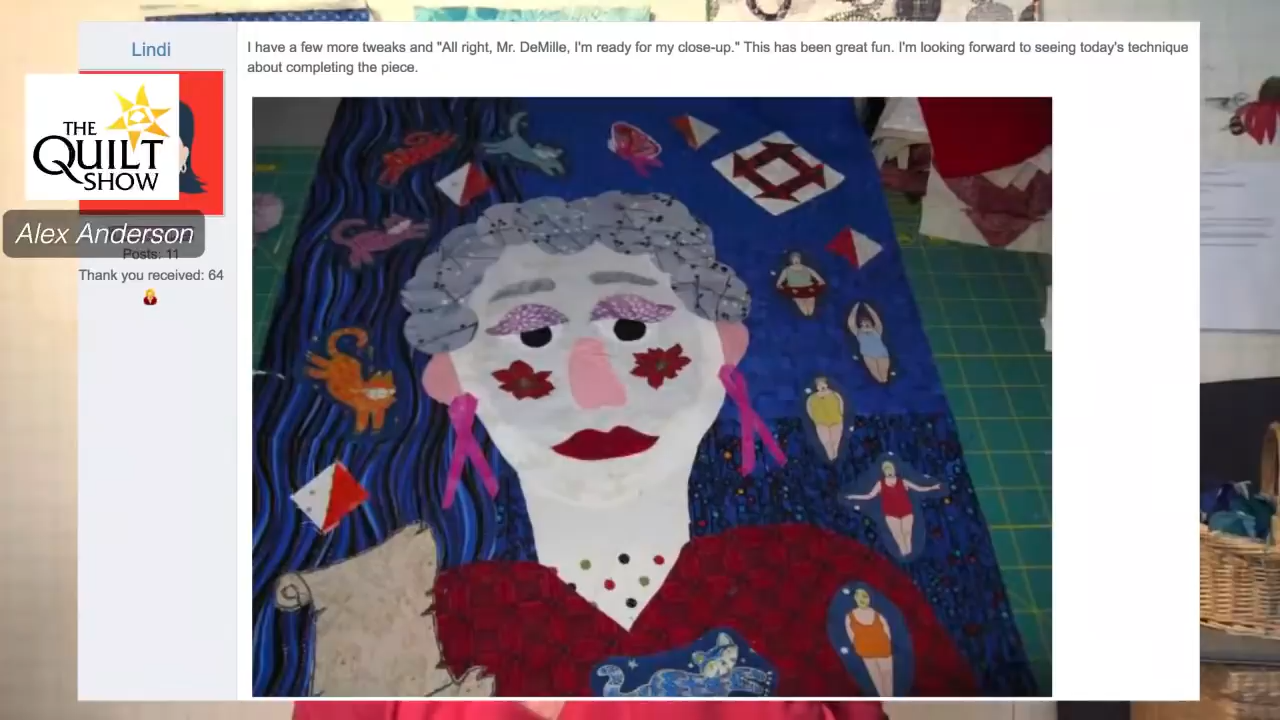 Lindi
I have a few more tweaks and "All right, Mr. DeMille, I'm ready for my close-up." This has been great fun. I'm looking forward to seeing today's technique
about completing the piece.
THE
QUILT
SHOW
Alex Anderson
Posts: 11
Thank you received: 64